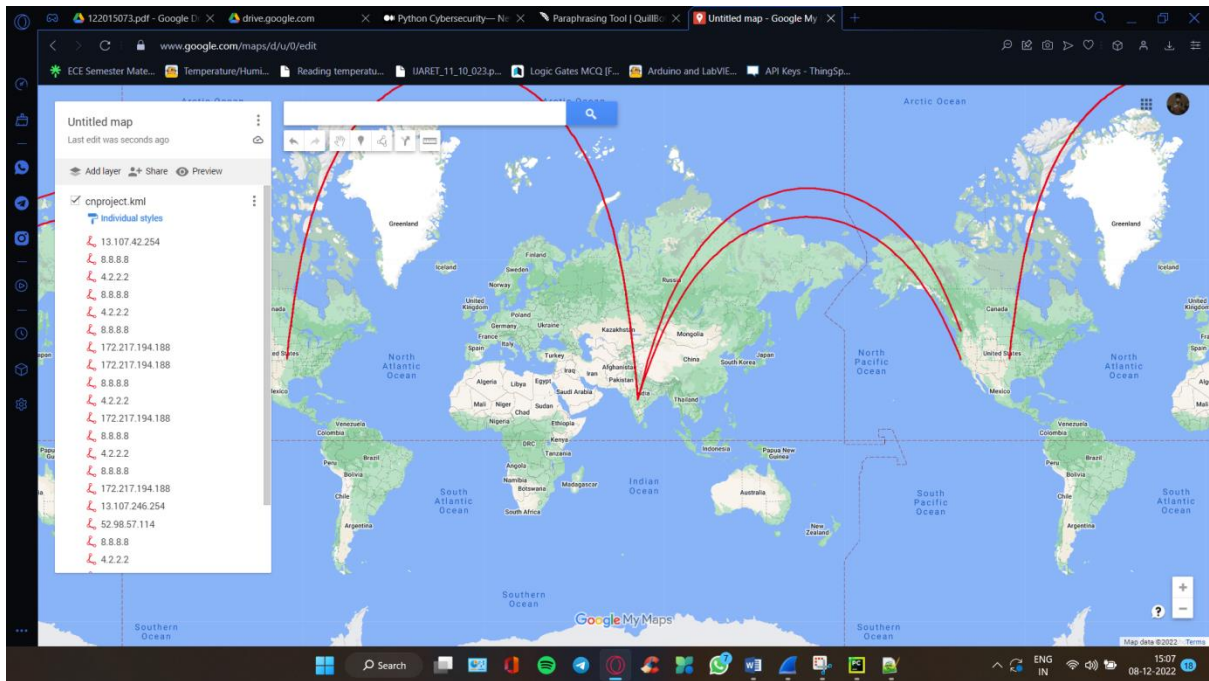 122015073.pdf - Google D
drive.google.com
Python Cybersecurity— Ne
Paraphrasing Tool | QuillBo
Untitled map - Google My
www.google.com/maps/d/u/0/edit
ECE Semester Mate...
Temperature/Humi...
Reading temperatu...
IJARET_11_10_023.p...
Logic Gates MCQ [F...
Arduino and LabVIE...
API Keys - ThingSp...
Untitled map
Last edit was seconds ago
Add layer
Share
Preview
cnproject.kml
Individual styles
13.107.42.254
8.8.8.8
4.2.2.2
8.8.8.8
4.2.2.2
8.8.8.8
172.217.194.188
172.217.194.188
8.8.8.8
4.2.2.2
172.217.194.188
8.8.8.8
4.2.2.2
8.8.8.8
172.217.194.188
13.107.246.254
52.98.57.114
8.8.8.8
4.2.2.2
Arctic Ocean
Greenland
Iceland
Finland
Sweden
Norway
Russia
United
Kingdom
Poland
Germany
Ukraine
France
Italy
Spain
Turkey
Kazakhstan
Mongolia
China
South Korea
Japan
Iraq
Iran
Afghanistan
Pakistan
Algeria
Libya
Egypt
Saudi Arabia
Mali
Niger
Chad
Sudan
Nigeria
Ethiopia
DRC
Kenya
Tanzania
Angola
Namibia
Botswana
Madagascar
South Africa
Thailand
Indonesia
Papua New
Guinea
Australia
New
Zealand
Indian
Ocean
North
Atlantic
Ocean
South
Atlantic
Ocean
Southern
Ocean
Venezuela
Colombia
Peru
Brazil
Bolivia
Chile
Argentina
North
Pacific
Ocean
South
Pacific
Ocean
Southern
Ocean
Arctic Ocean
Greenland
Iceland
Canada
United States
Mexico
North
Atlantic
Ocean
Venezuela
Colombia
Peru
Brazil
Bolivia
Chile
Argentina
South
Atlantic
Ocean
Southern
Ocean
Google My Maps
Map data ©2022
Terms
Search
7
ENG
IN
15:07
08-12-2022
18